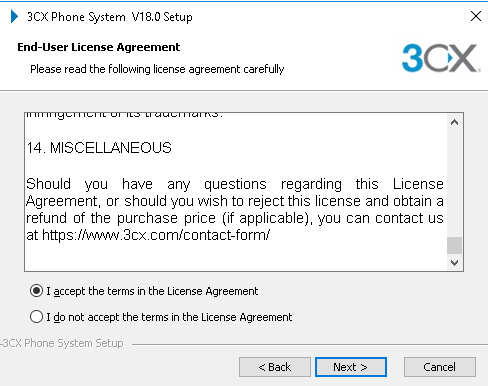 3CX Phone System V18.0 Setup
End-User License Agreement
Please read the following license agreement carefully
3CX
infringement of its trademarks.
14. MISCELLANEOUS
Should you have any questions regarding this License
Agreement, or should you wish to reject this license and obtain a
refund of the purchase price (if applicable), you can contact us
at https://www.3cx.com/contact-form/
I accept the terms in the License Agreement
I do not accept the terms in the License Agreement
3CX Phone System Setup
< Back
Next >
Cancel